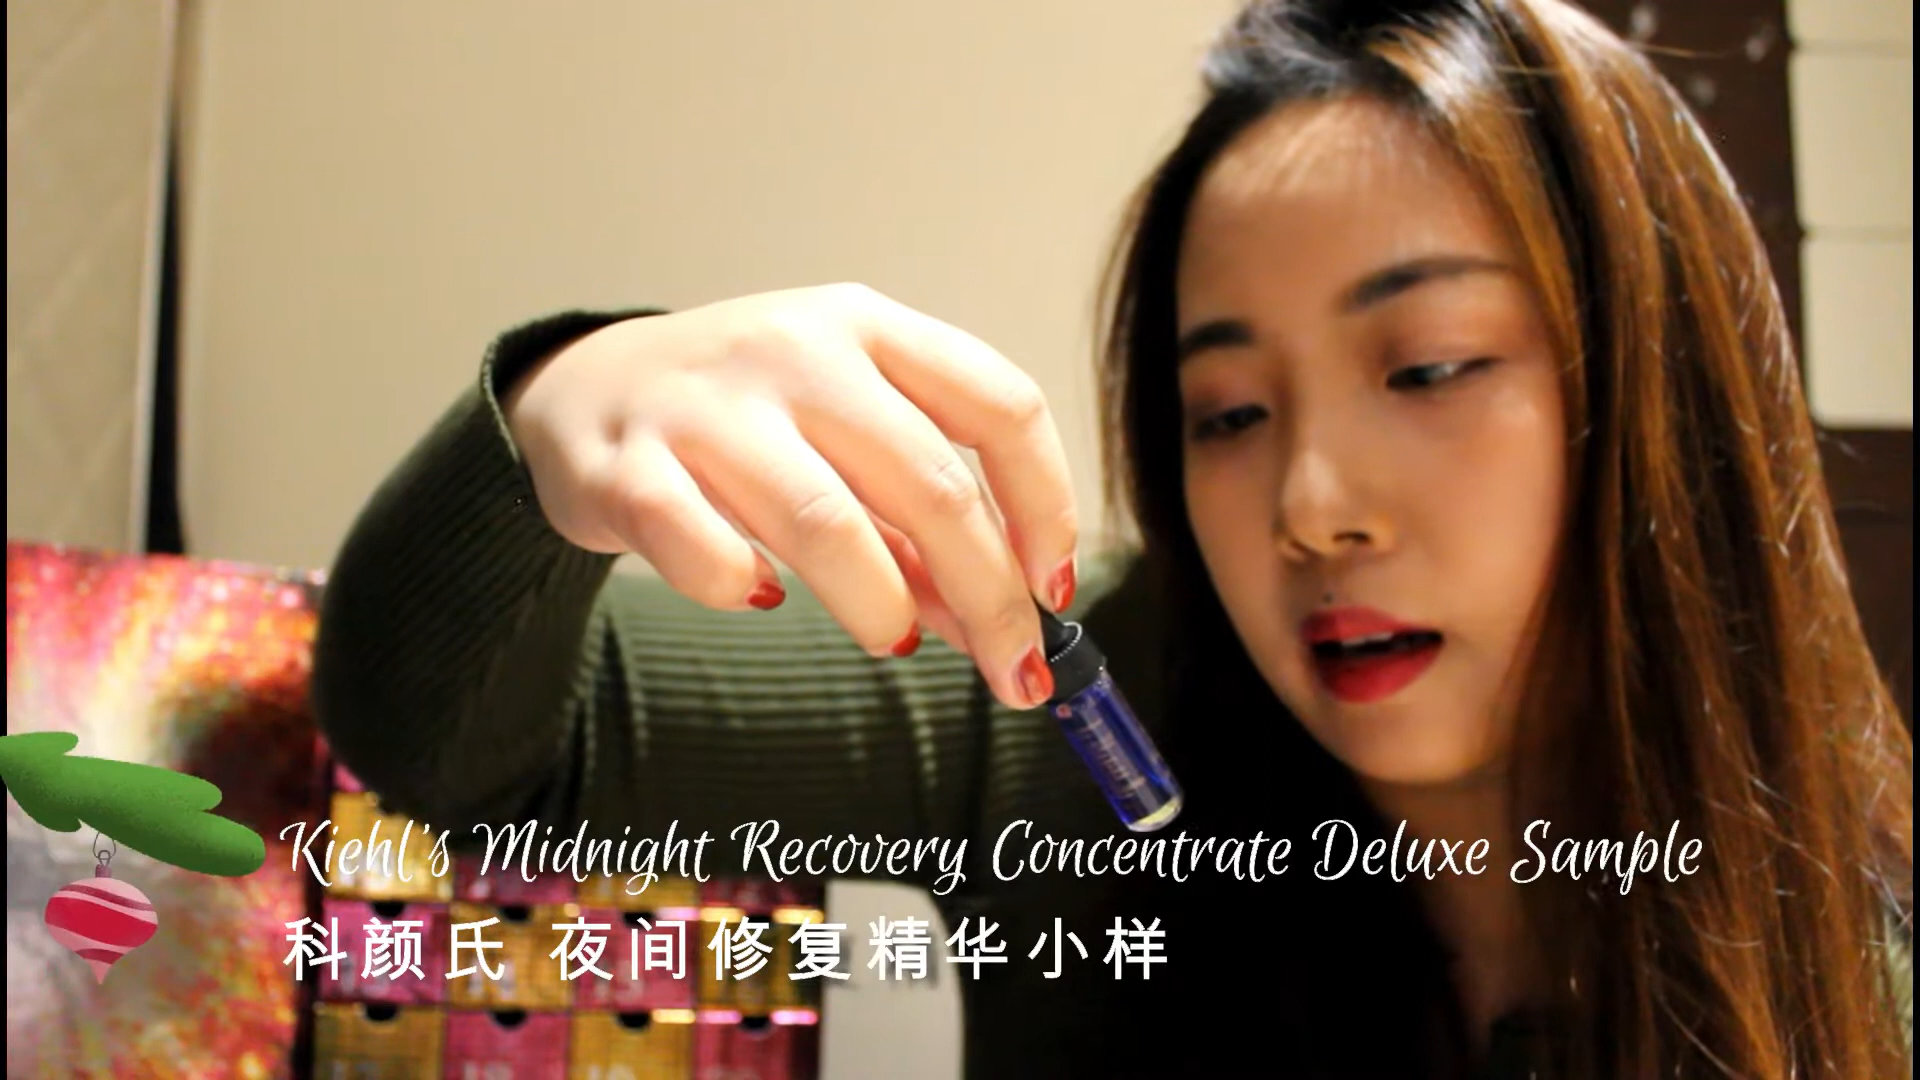 Kiehl's Midnight Recovery Concentrate Deluxe Sample
科颜氏 夜间修复精华小样